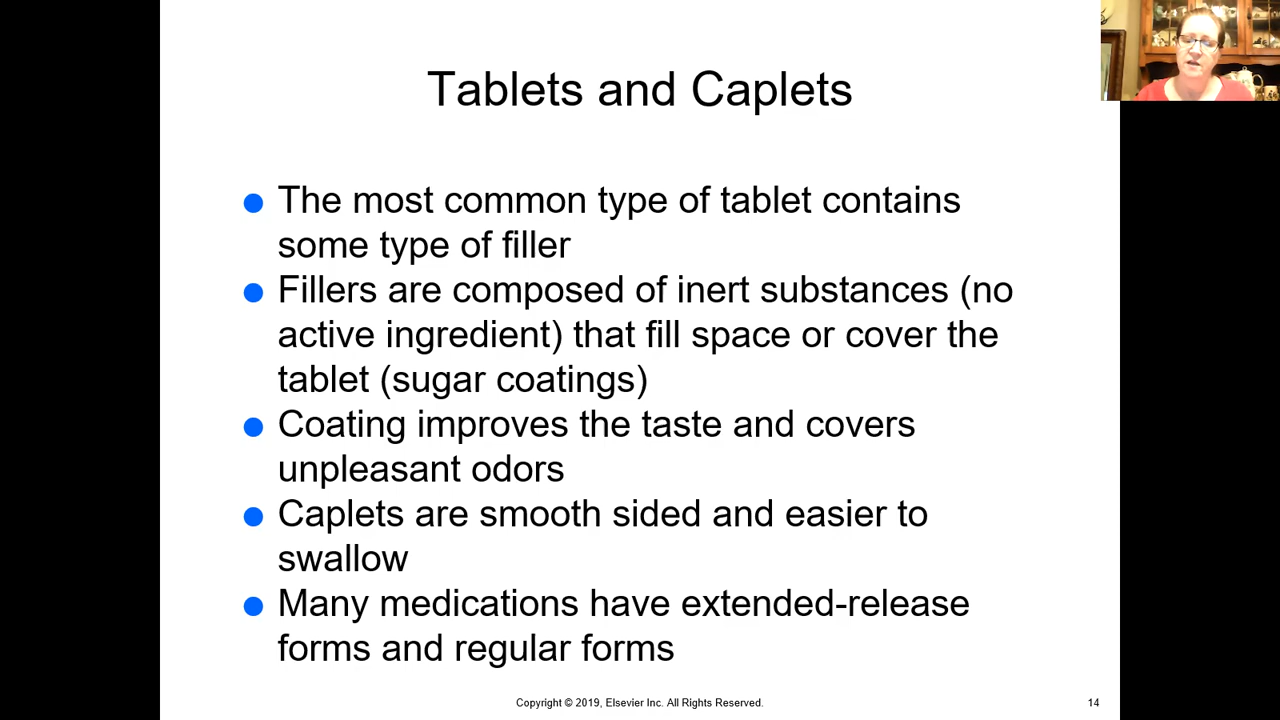 Tablets and Caplets
The most common type of tablet contains
some type of filler
Fillers are composed of inert substances (no
active ingredient) that fill space or cover the
tablet (sugar coatings)
Coating improves the taste and covers
unpleasant odors
Caplets are smooth sided and easier to
swallow
Many medications have extended-release
forms and regular forms
Copyright © 2019, Elsevier Inc. All Rights Reserved.
14